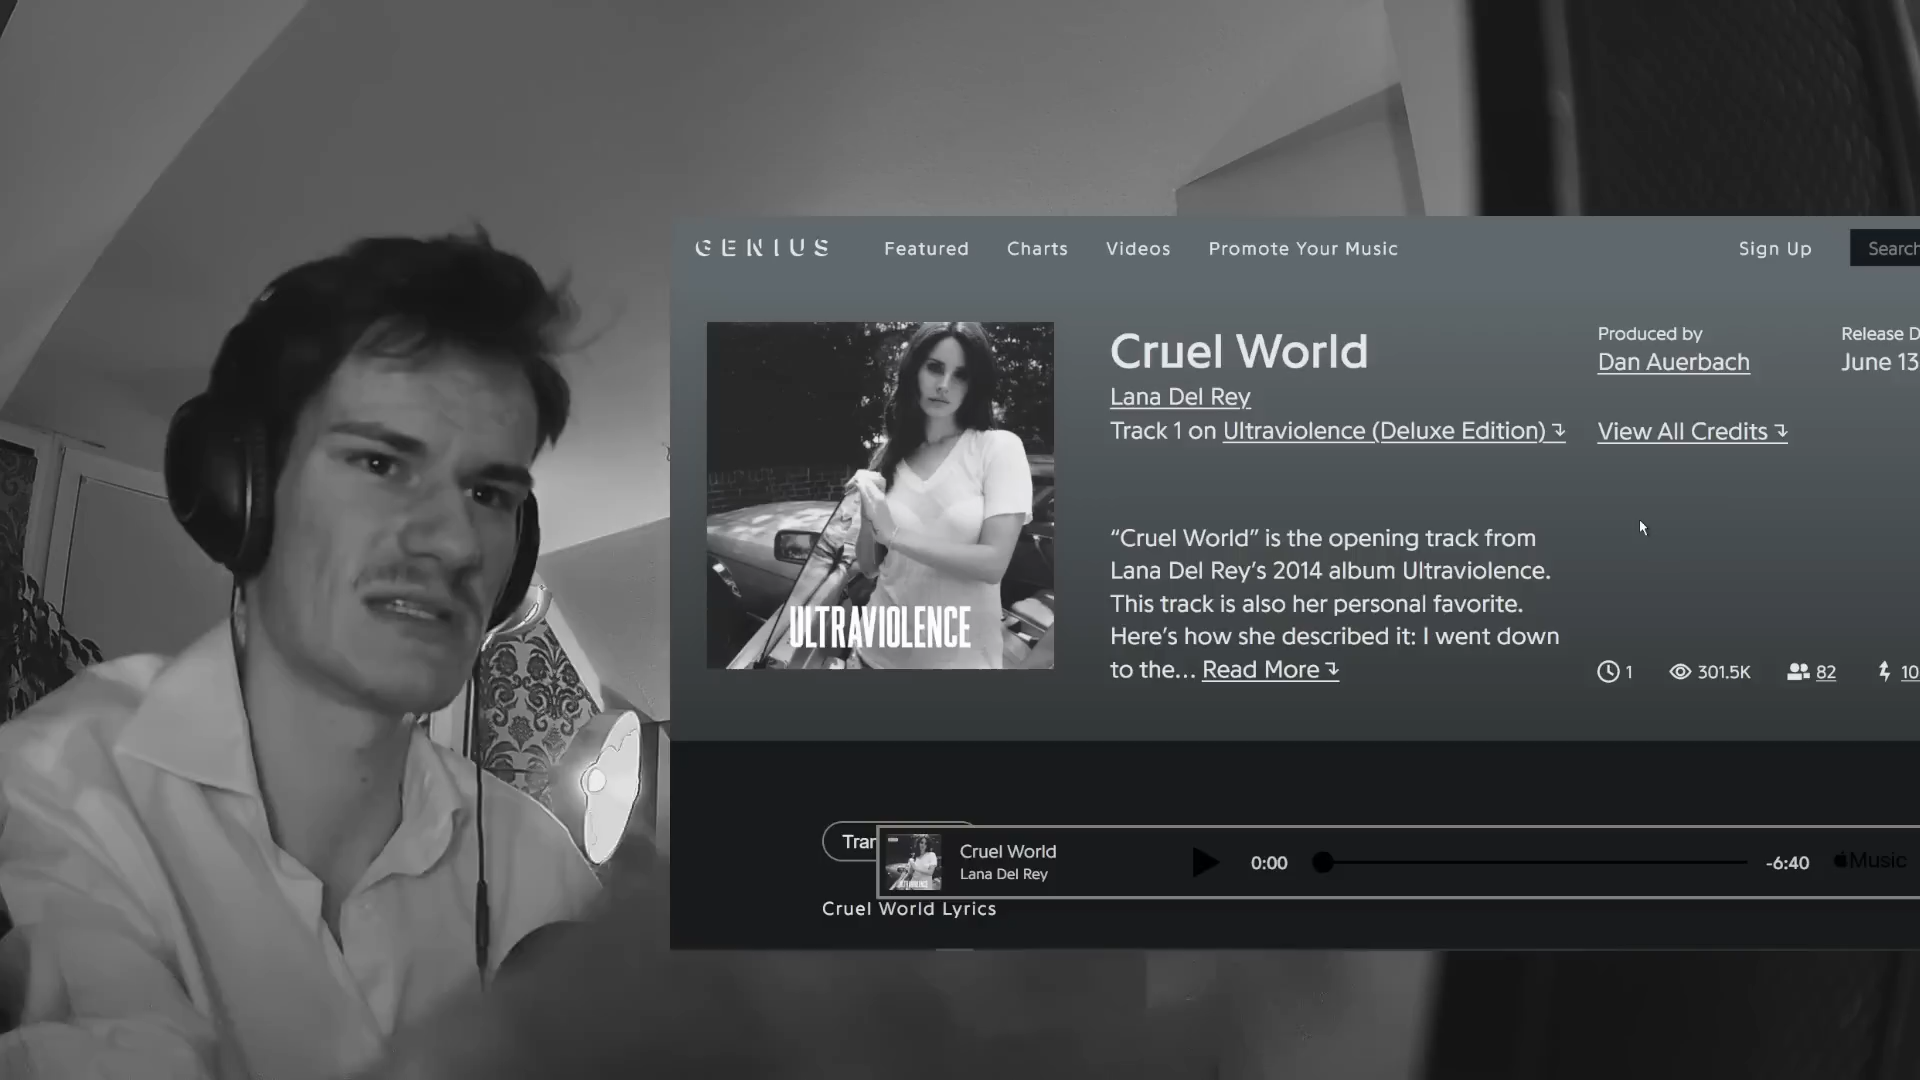 GENIUS
Featured
Charts
Videos
Promote Your Music
Sign Up
Search
Cruel World
Lana Del Rey
Track 1 on Ultraviolence (Deluxe Edition)
Produced by
Dan Auerbach
Release D
June 13
View All Credits
ULTRAVIOLENCE
“Cruel World” is the opening track from
Lana Del Rey’s 2014 album Ultraviolence.
This track is also her personal favorite.
Here’s how she described it: I went down
to the... Read More
1
301.5K
82
10
Tran
Cruel World
Lana Del Rey
0:00
-6:40
Music
Cruel World Lyrics